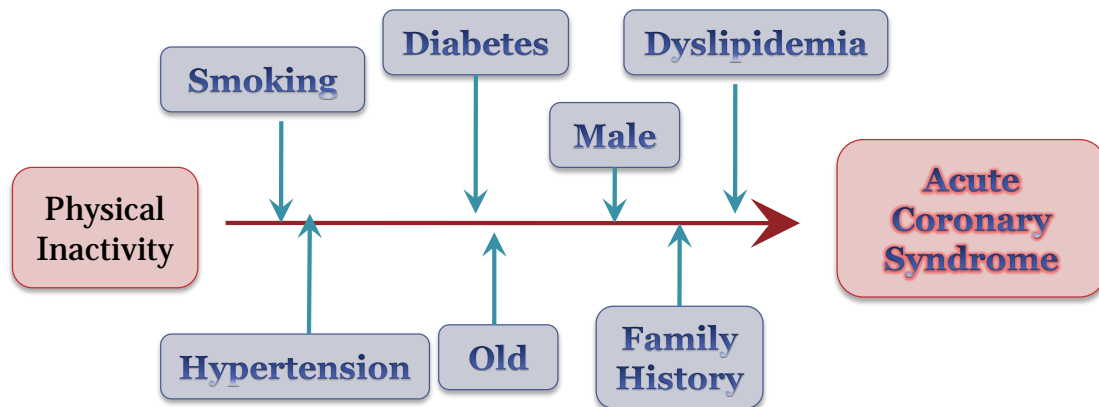 Diabetes
Dyslipidemia
Smoking
Male
Physical
Inactivity
Acute
Coronary
Syndrome
Hypertension
Old
Family
History